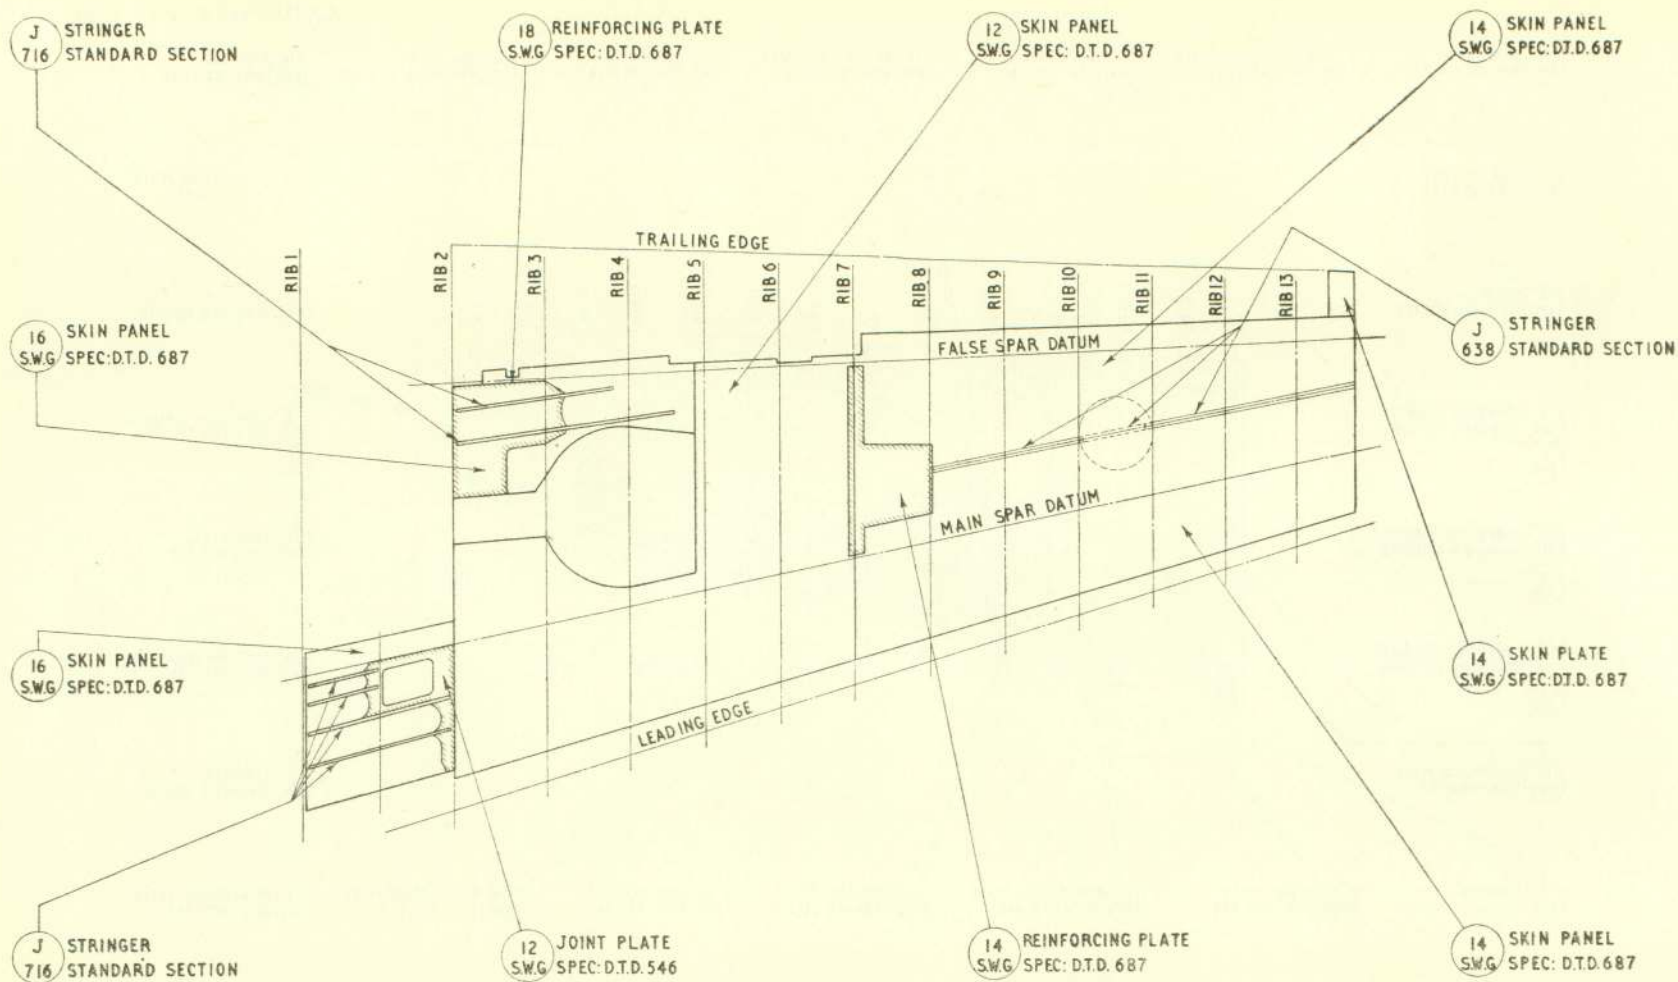 J
716
STRINGER
STANDARD SECTION
18
S.W.G
REINFORCING PLATE
SPEC: D.T.D. 687
12
S.W.G
SKIN PANEL
SPEC: D.T.D. 687
14
S.W.G
SKIN PANEL
SPEC: D.T.D. 687
TRAILING EDGE
RIB 1
RIB 2
RIB 3
RIB 4
RIB 5
RIB 6
RIB 7
RIB 8
RIB 9
RIB 10
RIB 11
RIB 12
RIB 13
16
S.W.G
SKIN PANEL
SPEC: D.T.D. 687
FALSE SPAR DATUM
J
638
STRINGER
STANDARD SECTION
MAIN SPAR DATUM
16
S.W.G
SKIN PANEL
SPEC: D.T.D. 687
14
S.W.G
SKIN PLATE
SPEC: D.T.D. 687
LEADING EDGE
J
716
STRINGER
STANDARD SECTION
12
S.W.G
JOINT PLATE
SPEC: D.T.D. 546
14
S.W.G
REINFORCING PLATE
SPEC: D.T.D. 687
14
S.W.G
SKIN PANEL
SPEC: D.T.D. 687